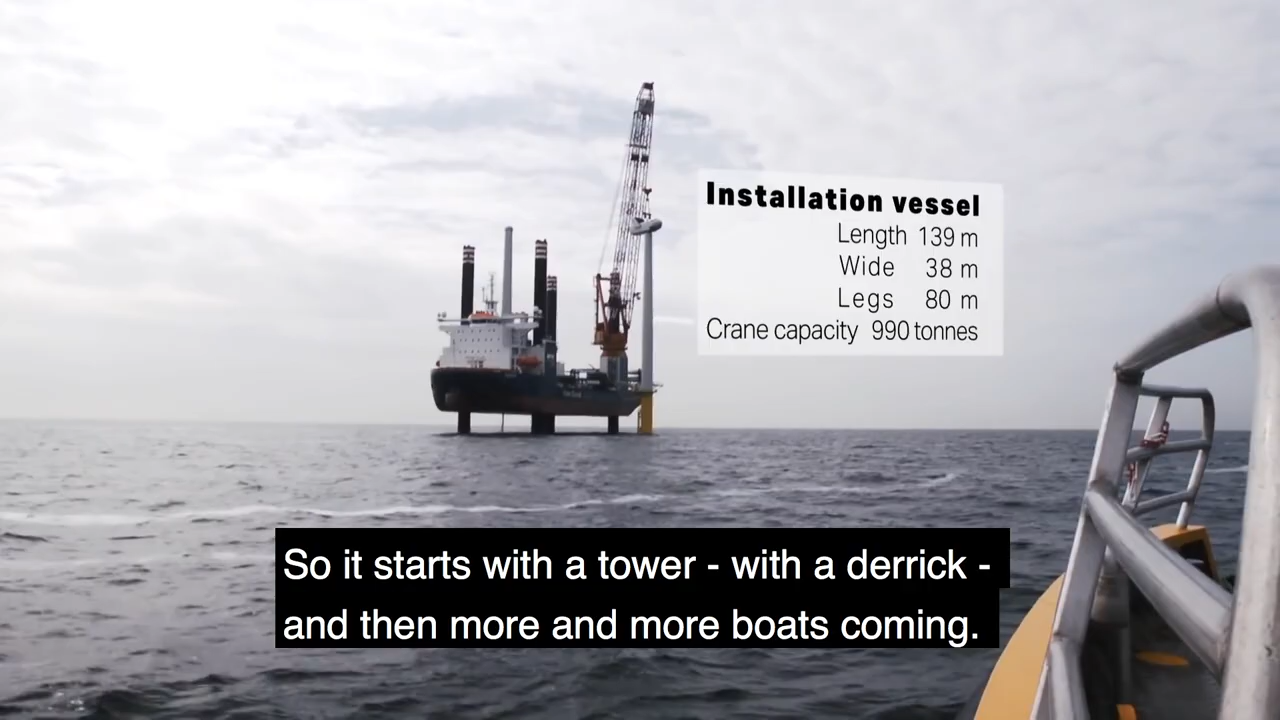 Installation vessel
Length 139 m
Wide 38 m
Legs 80 m
Crane capacity 990 tonnes
So it starts with a tower - with a derrick -
and then more and more boats coming.